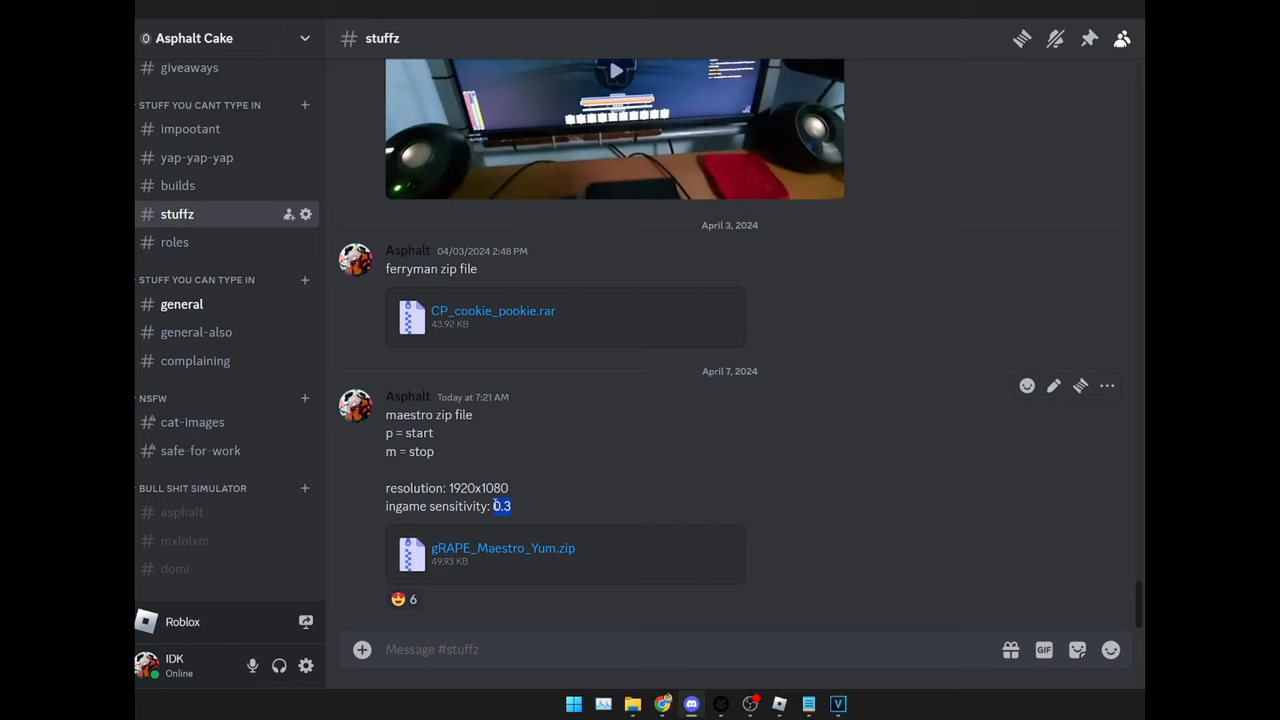 Asphalt Cake
giveaways
STUFF YOU CANT TYPE IN
impootant
yap-yap-yap
builds
stuffz
roles
STUFF YOU CAN TYPE IN
general
general-also
complaining
NSFW
cat-images
safe-for-work
BULL SHIT SIMULATOR
asphalt
mxlolxm
domi
Roblox
IDK
Online
# stuffz
April 3, 2024
Asphalt 04/03/2024 2:48 PM
ferryman zip file
CP_cookie_pookie.rar
43.92 KB
April 7, 2024
Asphalt Today at 7:21 AM
maestro zip file
p = start
m = stop
resolution: 1920x1080
ingame sensitivity: 0.3
gRAPE_Maestro_Yum.zip
49.93 KB
6
Message #stuffz
GIF